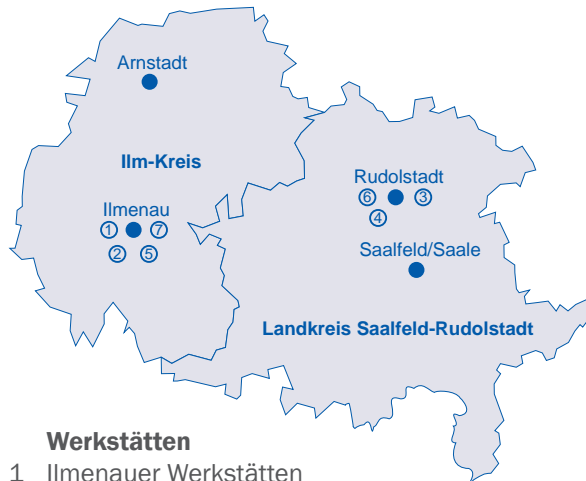 Arnstadt
Ilm-Kreis
Rudolstadt
6 3
4
Ilmenau
1 7
2 5
Saalfeld/Saale
Landkreis Saalfeld-Rudolstadt
Werkstätten
1 Ilmenauer Werkstätten